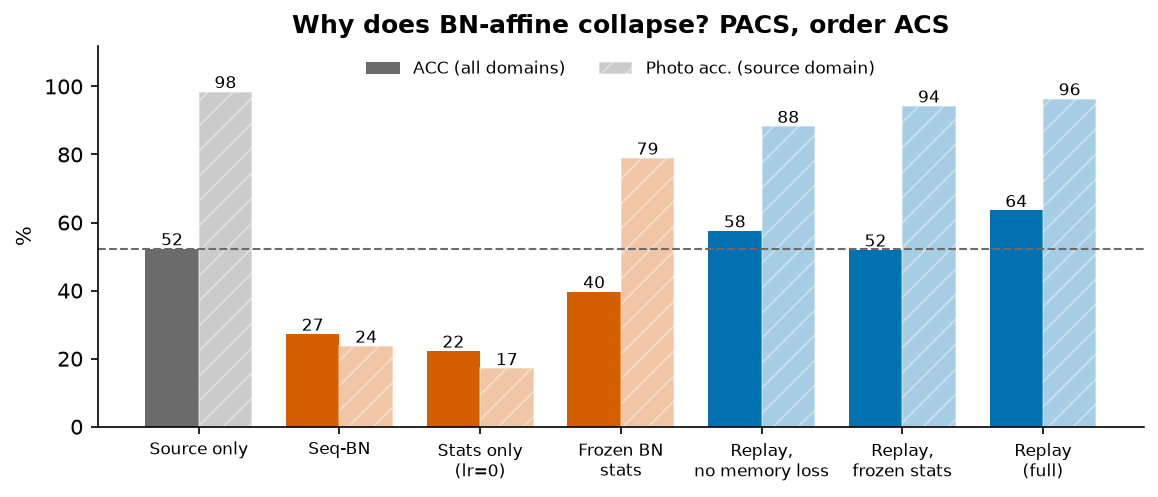 Why does BN-affine collapse? PACS, order ACS
ACC (all domains)
Photo acc. (source domain)
%
100
80
60
40
20
0
52
98
27
24
22
17
40
79
58
88
52
94
64
96
Source only
Seq-BN
Stats only
(lr=0)
Frozen BN
stats
Replay,
no memory loss
Replay,
frozen stats
Replay
(full)